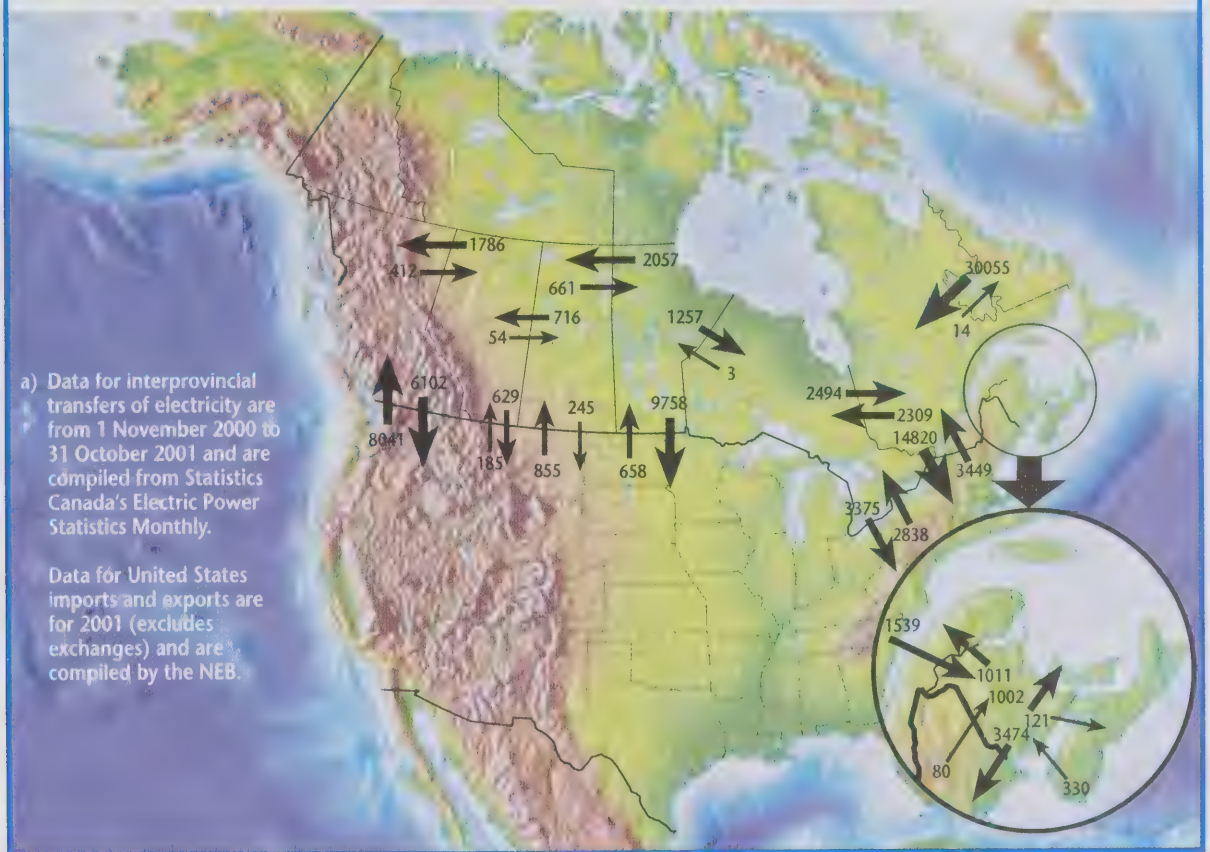 1786
412
2057
661
716
54
1257
3
30055
14
2494
2309
14820
3449
6102
8041
629
185
855
245
658
9758
3375
2838
a) Data for interprovincial
transfers of electricity are
from 1 November 2000 to
31 October 2001 and are
compiled from Statistics
Canada's Electric Power
Statistics Monthly.
Data for United States
imports and exports are
for 2001 (excludes
exchanges) and are
compiled by the NEB.
1539
1011
1002
121
3474
80
330